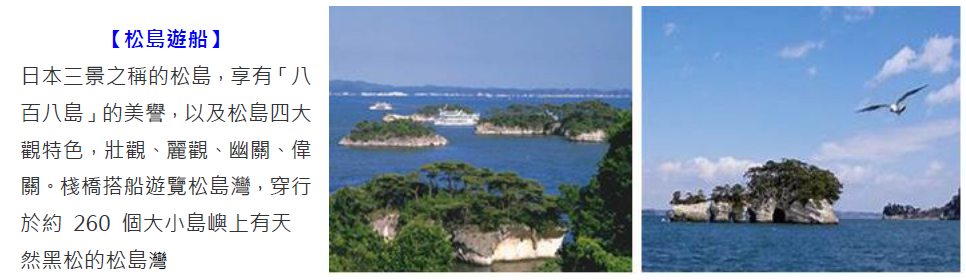 【松島遊船】
日本三景之稱的松島，享有「八
百八島」的美譽，以及松島四大
觀特色，壯觀、麗觀、幽關、偉
關。棧橋搭船遊覽松島灣，穿行
於約 260 個大小島嶼上有天
然黑松的松島灣